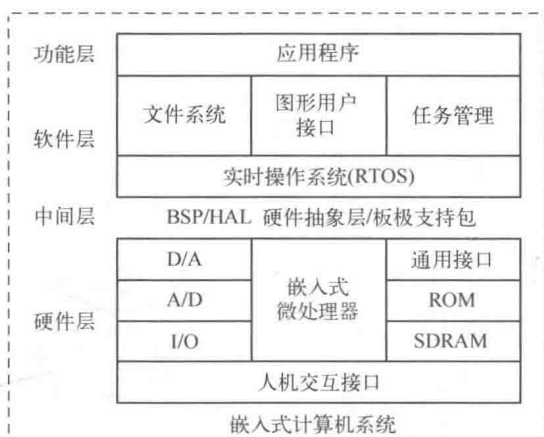 功能层
应用程序
软件层
文件系统
图形用户
接口
任务管理
实时操作系统(RTOS)
中间层
BSP/HAL 硬件抽象层/板极支持包
硬件层
D/A
A/D
I/O
嵌入式
微处理器
通用接口
ROM
SDRAM
人机交互接口
嵌入式计算机系统